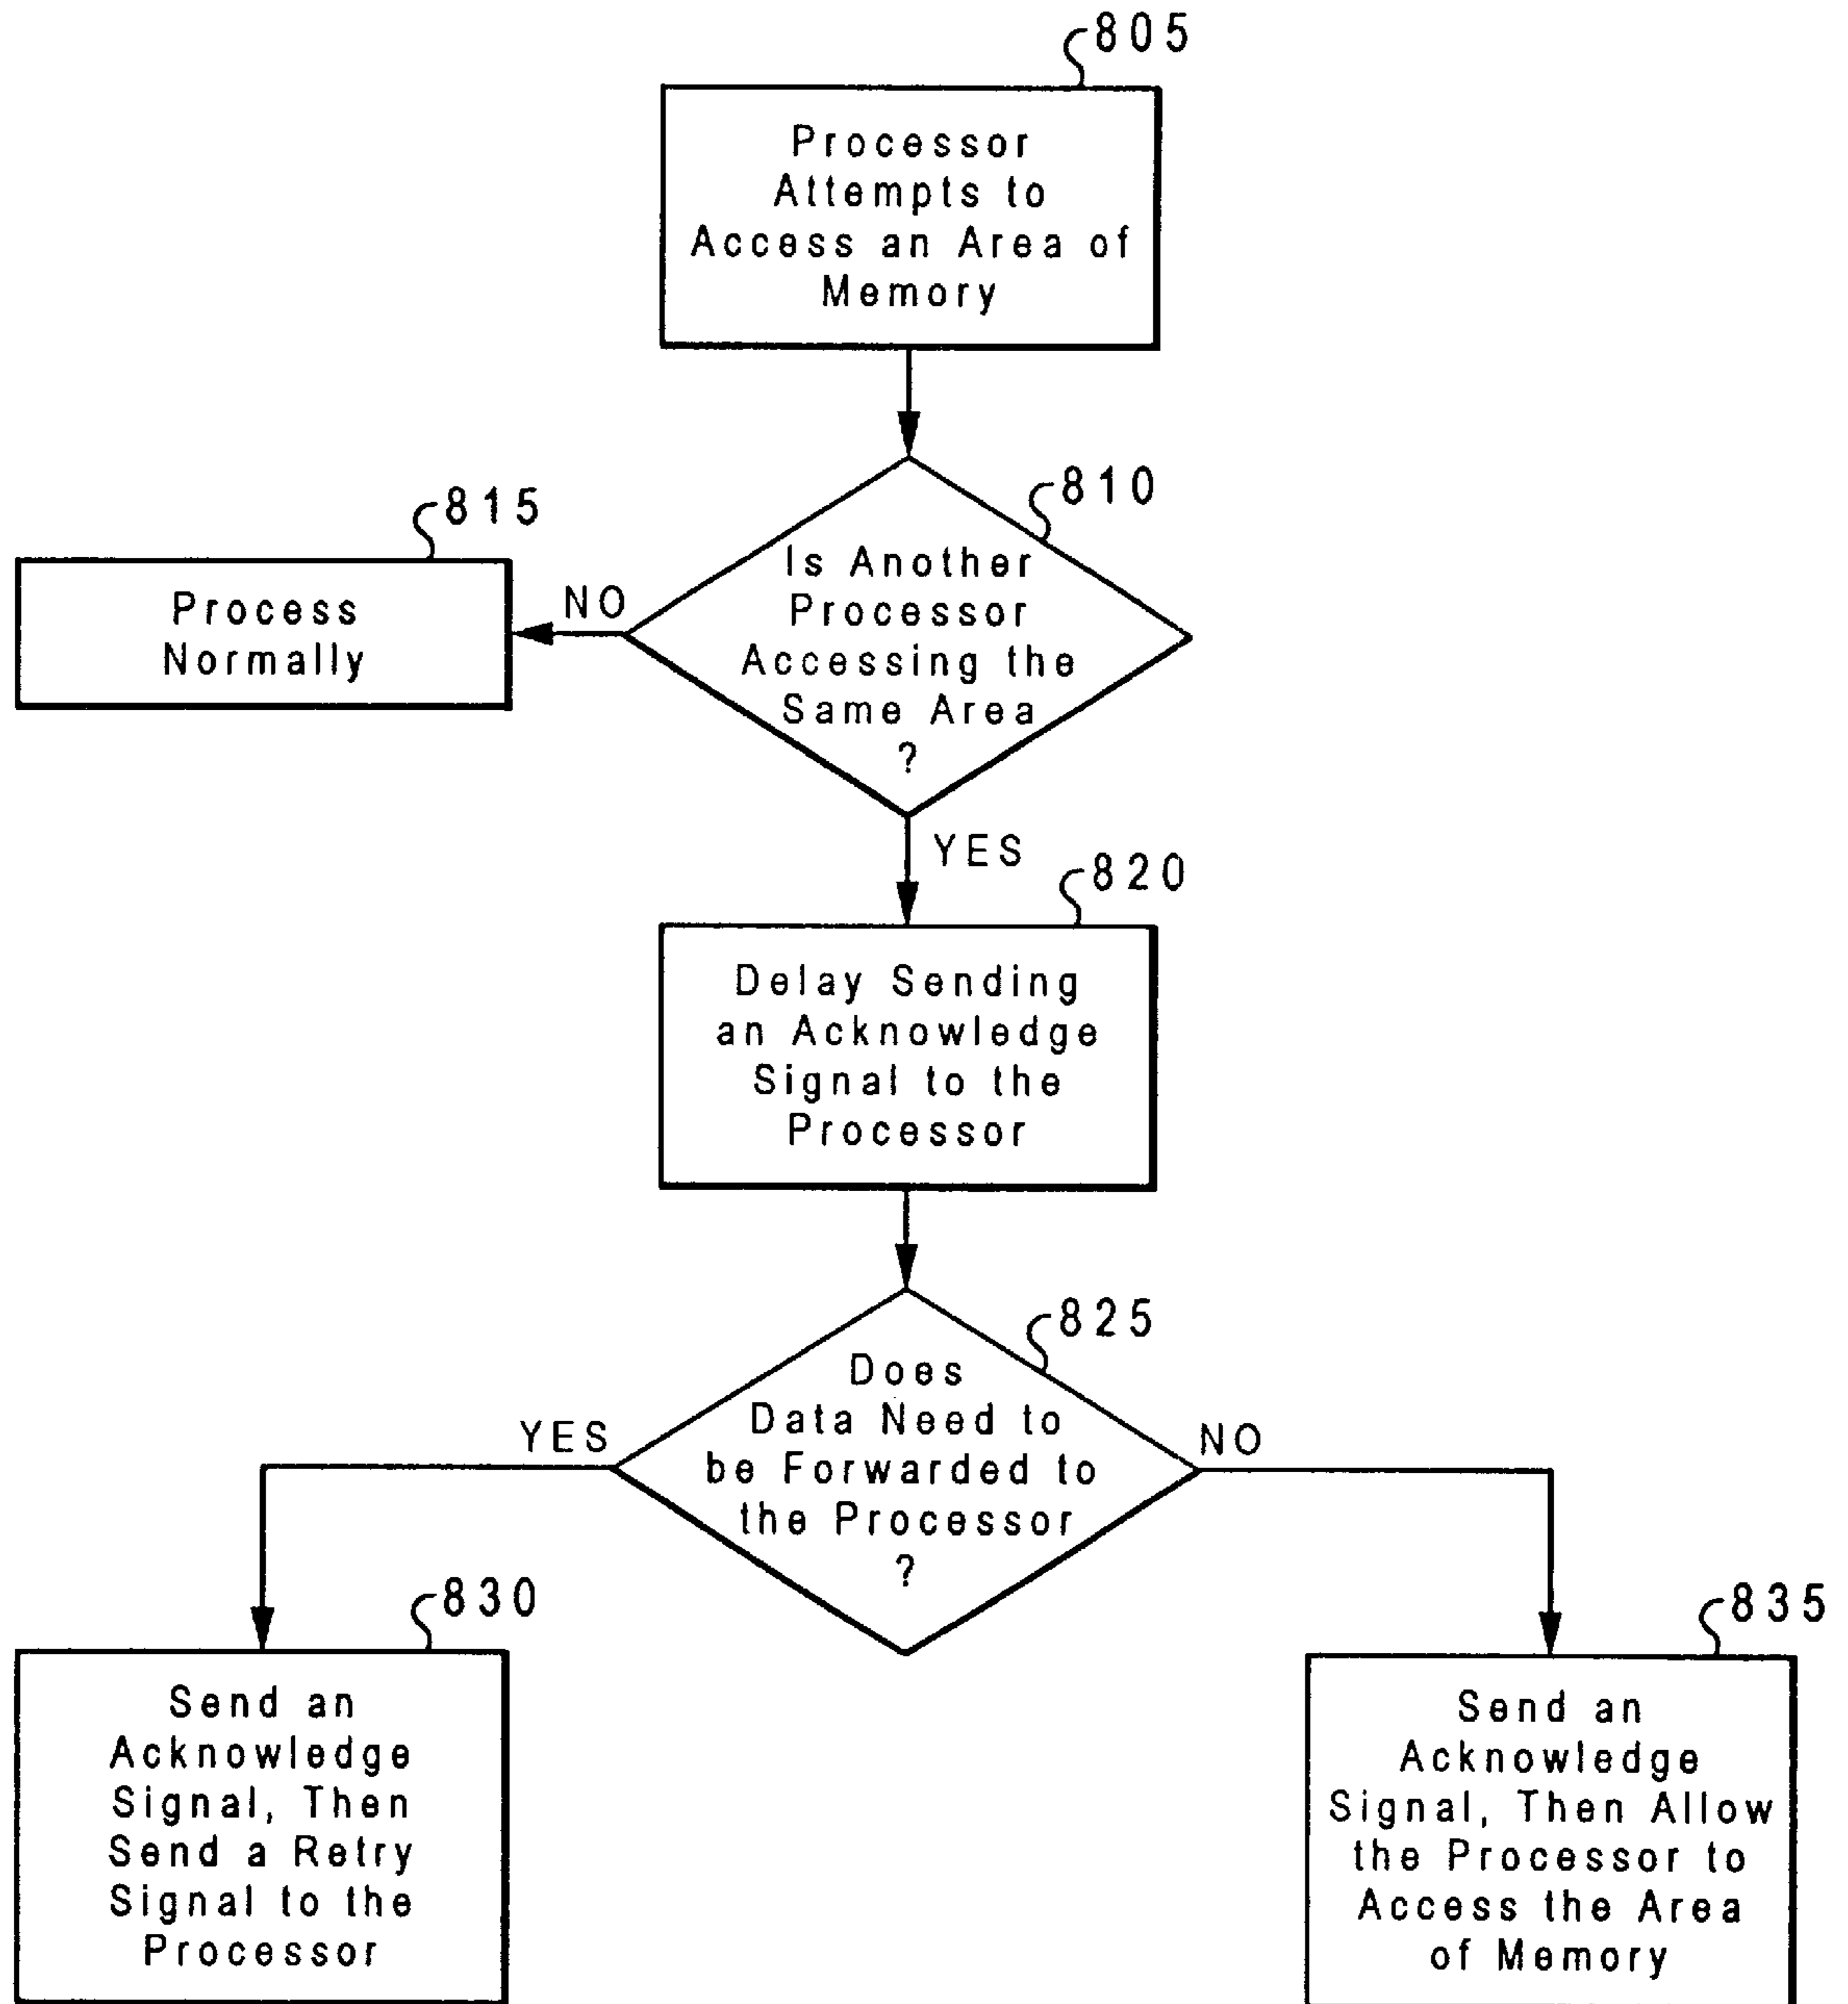 805
Processor
Attempts to
Access an Area of
Memory
810
815
Is Another
Processor
Accessing the
Same Area
?
NO
Process
Normally
YES
820
Delay Sending
an Acknowledge
Signal to the
Processor
825
Does
Data Need to
be Forwarded to
the Processor
?
YES
NO
830
Send an
Acknowledge
Signal, Then
Send a Retry
Signal to the
Processor
835
Send an
Acknowledge
Signal, Then Allow
the Processor to
Access the Area
of Memory